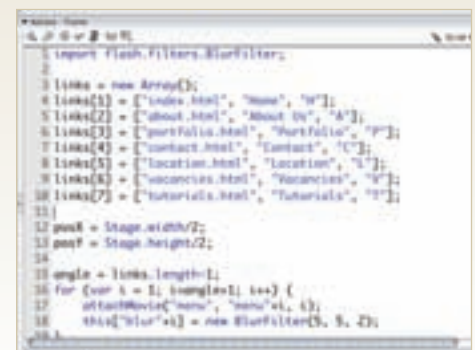 1 import flash.filters.BlurFilter;
2
3 links = new Array();
4 links[1] = ["index.html", "Home", "H"];
5 links[2] = ["about.html", "About Us", "A"];
6 links[3] = ["portfolio.html", "Portfolio", "P"];
7 links[4] = ["contact.html", "Contact", "C"];
8 links[5] = ["location.html", "Location", "L"];
9 links[6] = ["vacancies.html", "Vacancies", "V"];
10 links[7] = ["tutorials.html", "Tutorials", "T"];
11
12 posX = Stage.width/2;
13 posY = Stage.height/2;
14
15 angle = links.length-1;
16 for (var i = 1; i<angle+1; i++) {
17 attachMovie("menu", "menu"+i, i);
18 this["blur"+i] = new BlurFilter(5, 5, 2);